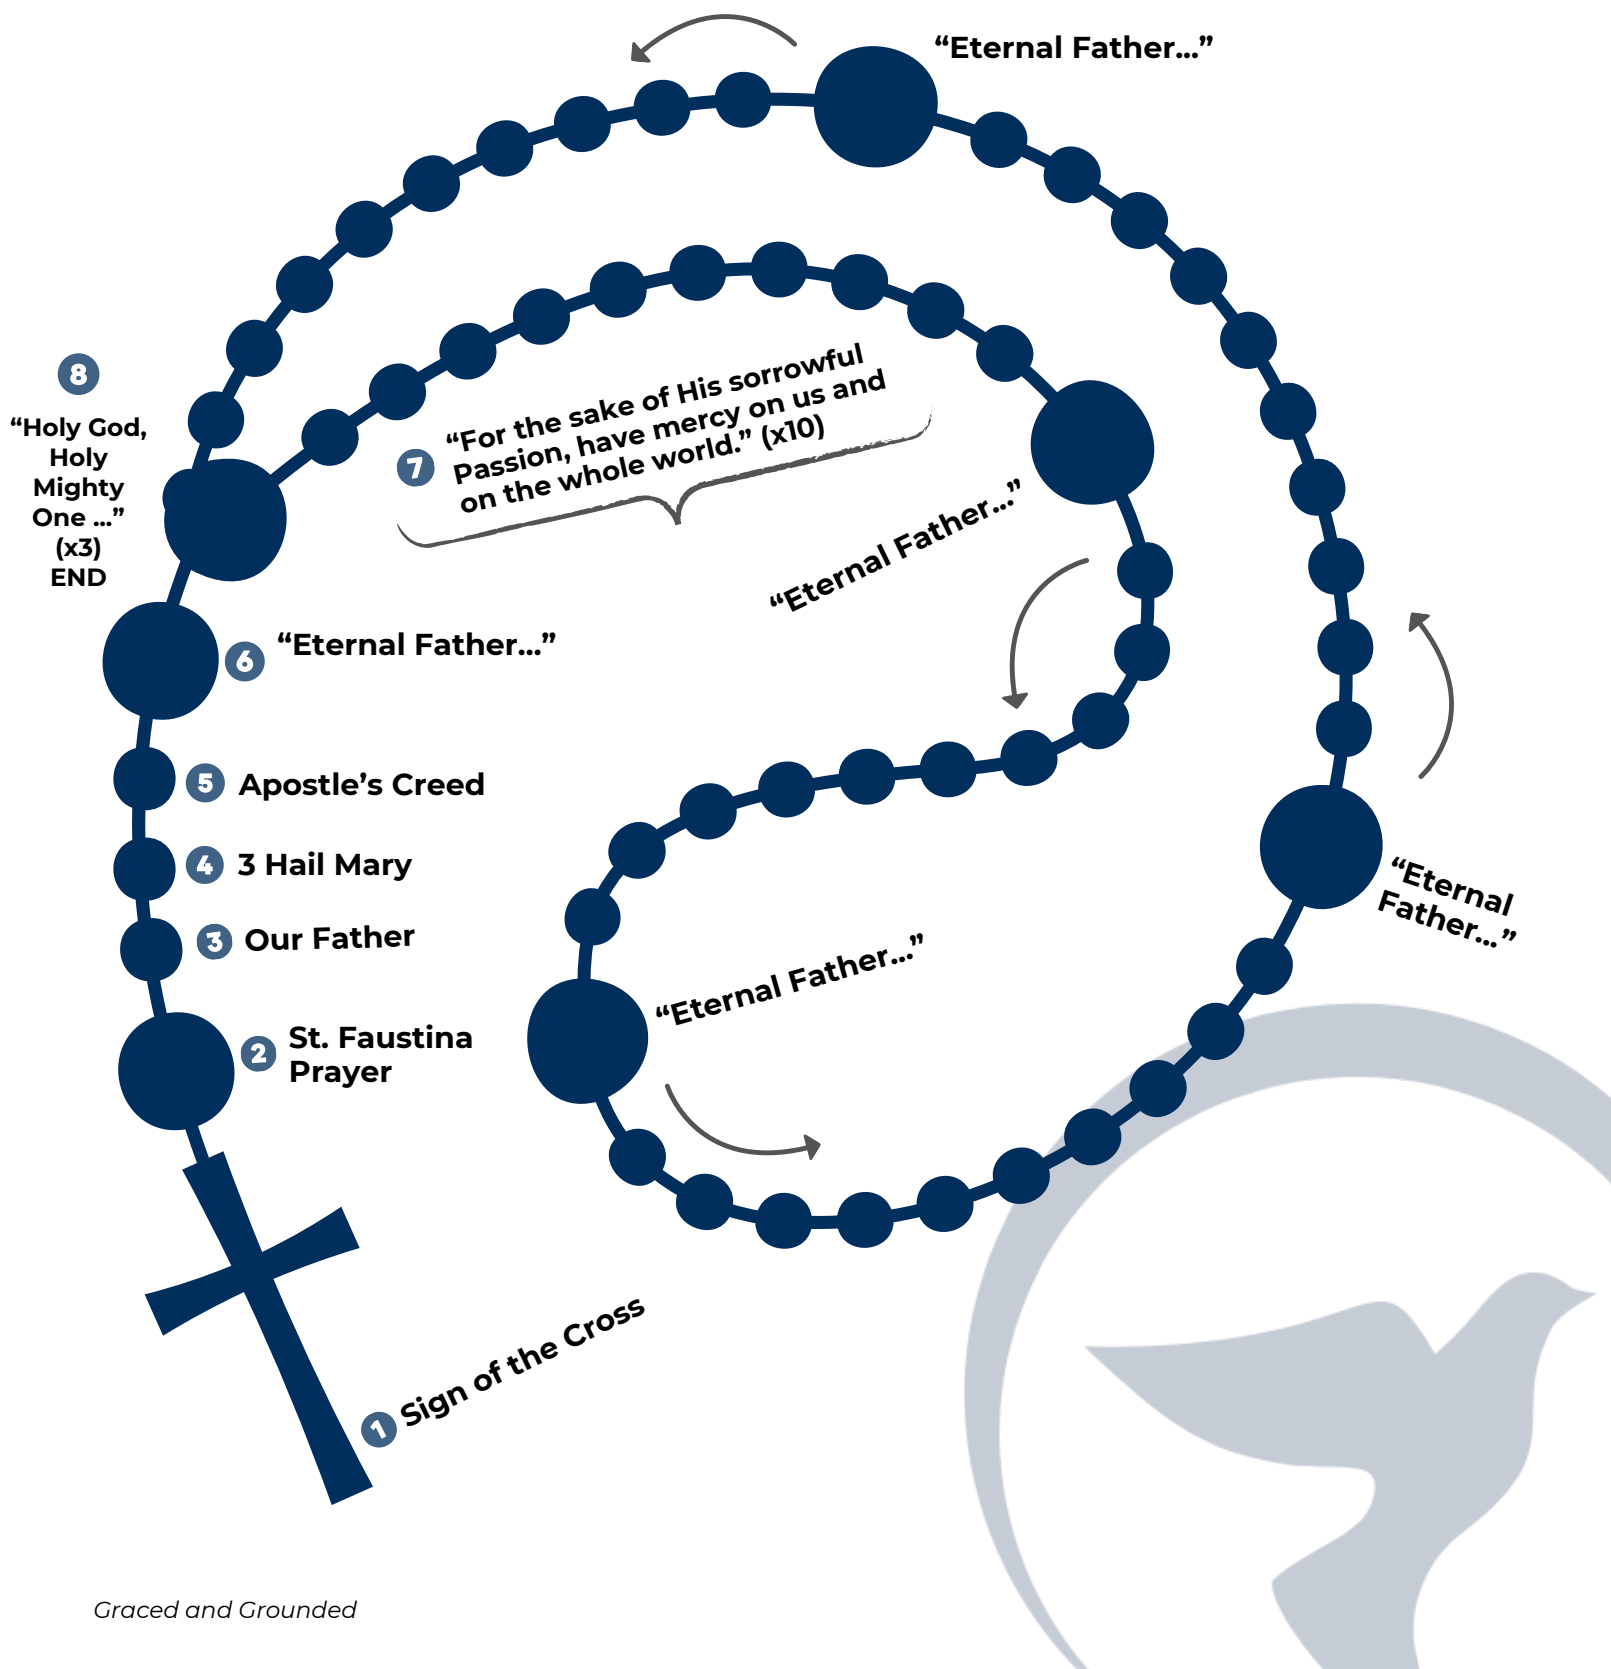 “Eternal Father...”
8
“Holy God,
Holy
Mighty
One ...”
(x3)
END
7
“For the sake of His sorrowful
Passion, have mercy on us and
on the whole world.” (x10)
“Eternal Father...”
6
“Eternal Father...”
5
Apostle’s Creed
4
3 Hail Mary
3
Our Father
“Eternal
Father...”
“Eternal Father...”
2
St. Faustina
Prayer
1
Sign of the Cross
Graced and Grounded